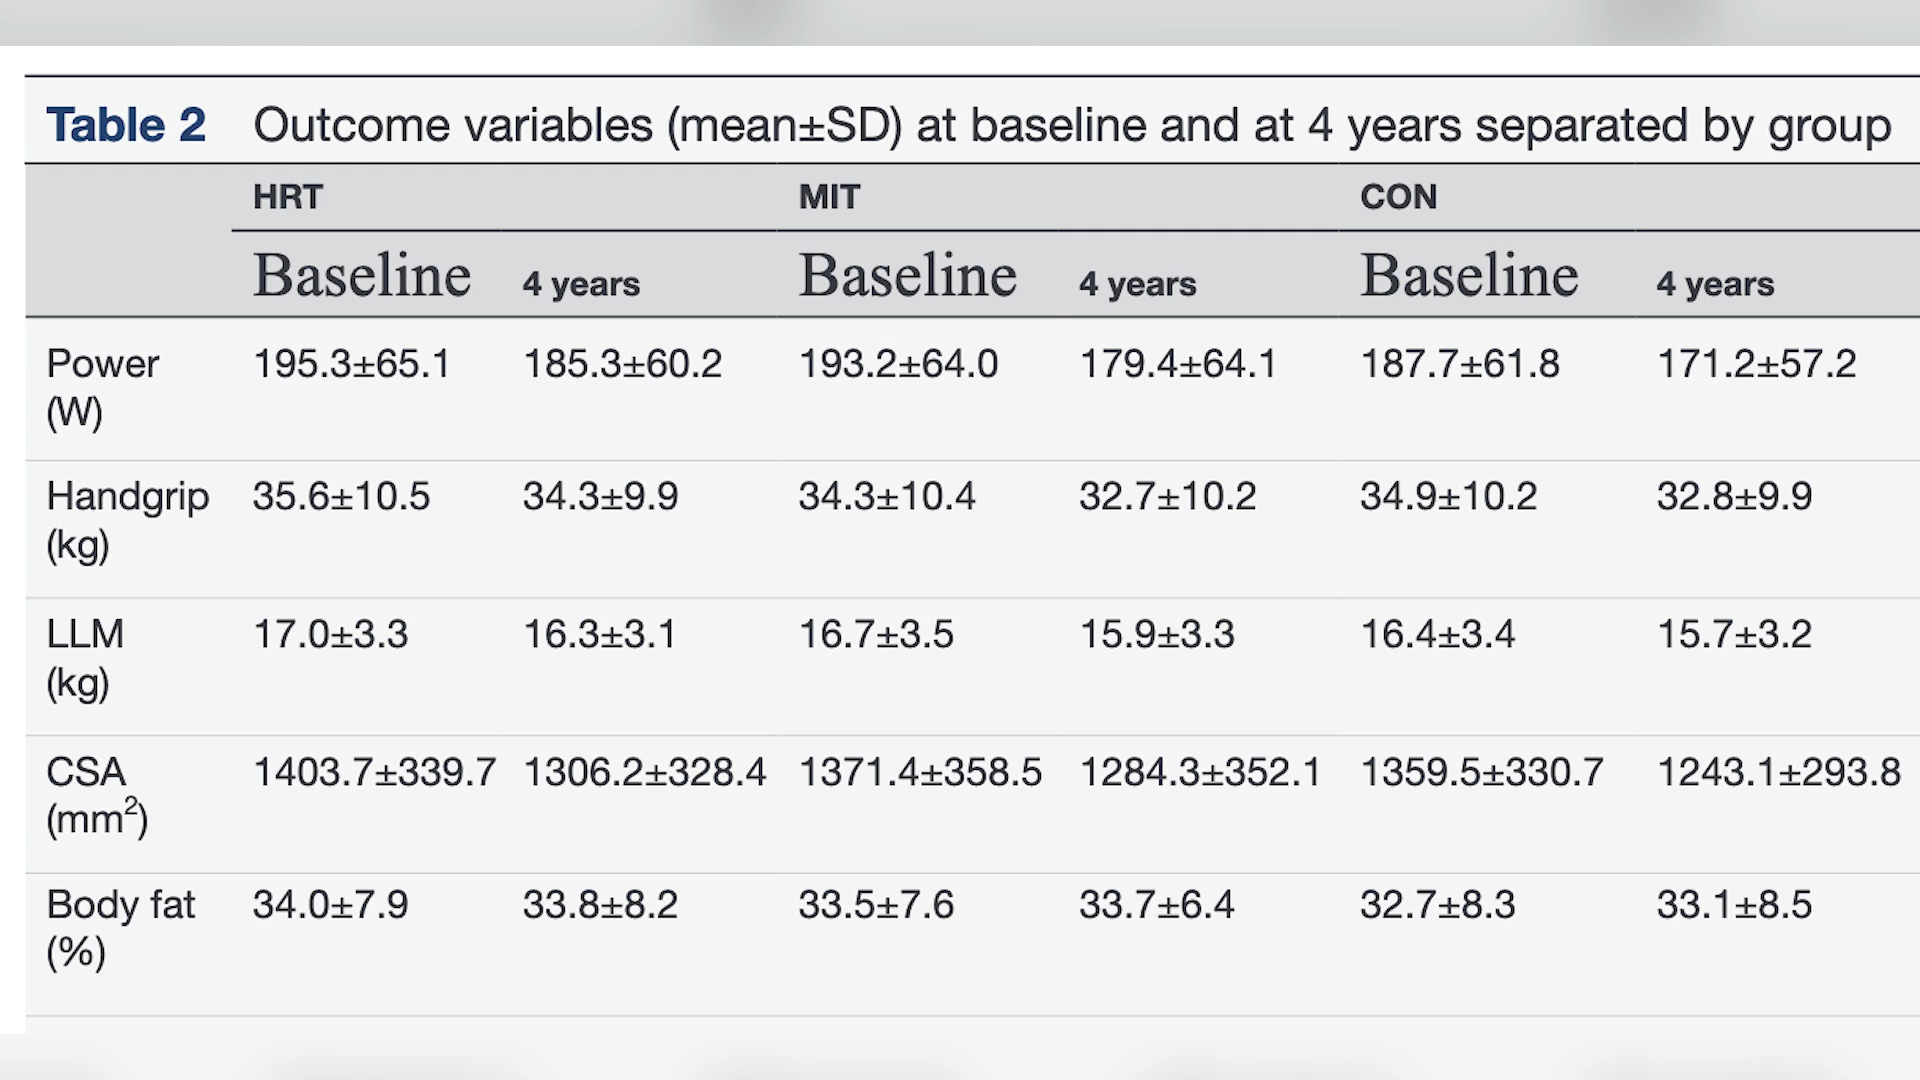 Table 2 Outcome variables (mean±SD) at baseline and at 4 years separated by group
HRT MIT CON
Baseline 4 years Baseline 4 years Baseline 4 years
Power (W) 195.3±65.1 185.3±60.2 193.2±64.0 179.4±64.1 187.7±61.8 171.2±57.2
Handgrip (kg) 35.6±10.5 34.3±9.9 34.3±10.4 32.7±10.2 34.9±10.2 32.8±9.9
LLM (kg) 17.0±3.3 16.3±3.1 16.7±3.5 15.9±3.3 16.4±3.4 15.7±3.2
CSA (mm²) 1403.7±339.7 1306.2±328.4 1371.4±358.5 1284.3±352.1 1359.5±330.7 1243.1±293.8
Body fat (%) 34.0±7.9 33.8±8.2 33.5±7.6 33.7±6.4 32.7±8.3 33.1±8.5